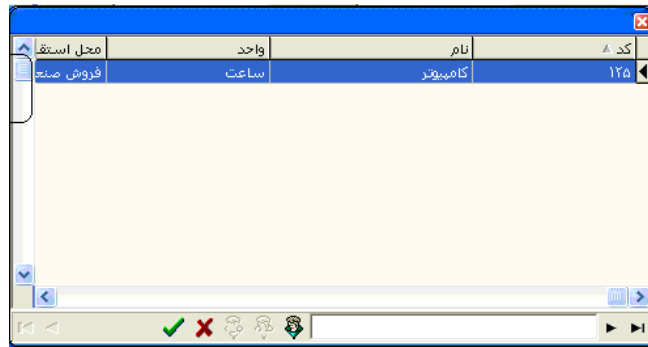 کد نام واحد محل استق
۱۲۵ کامپیوتر ساعت فروش صنع